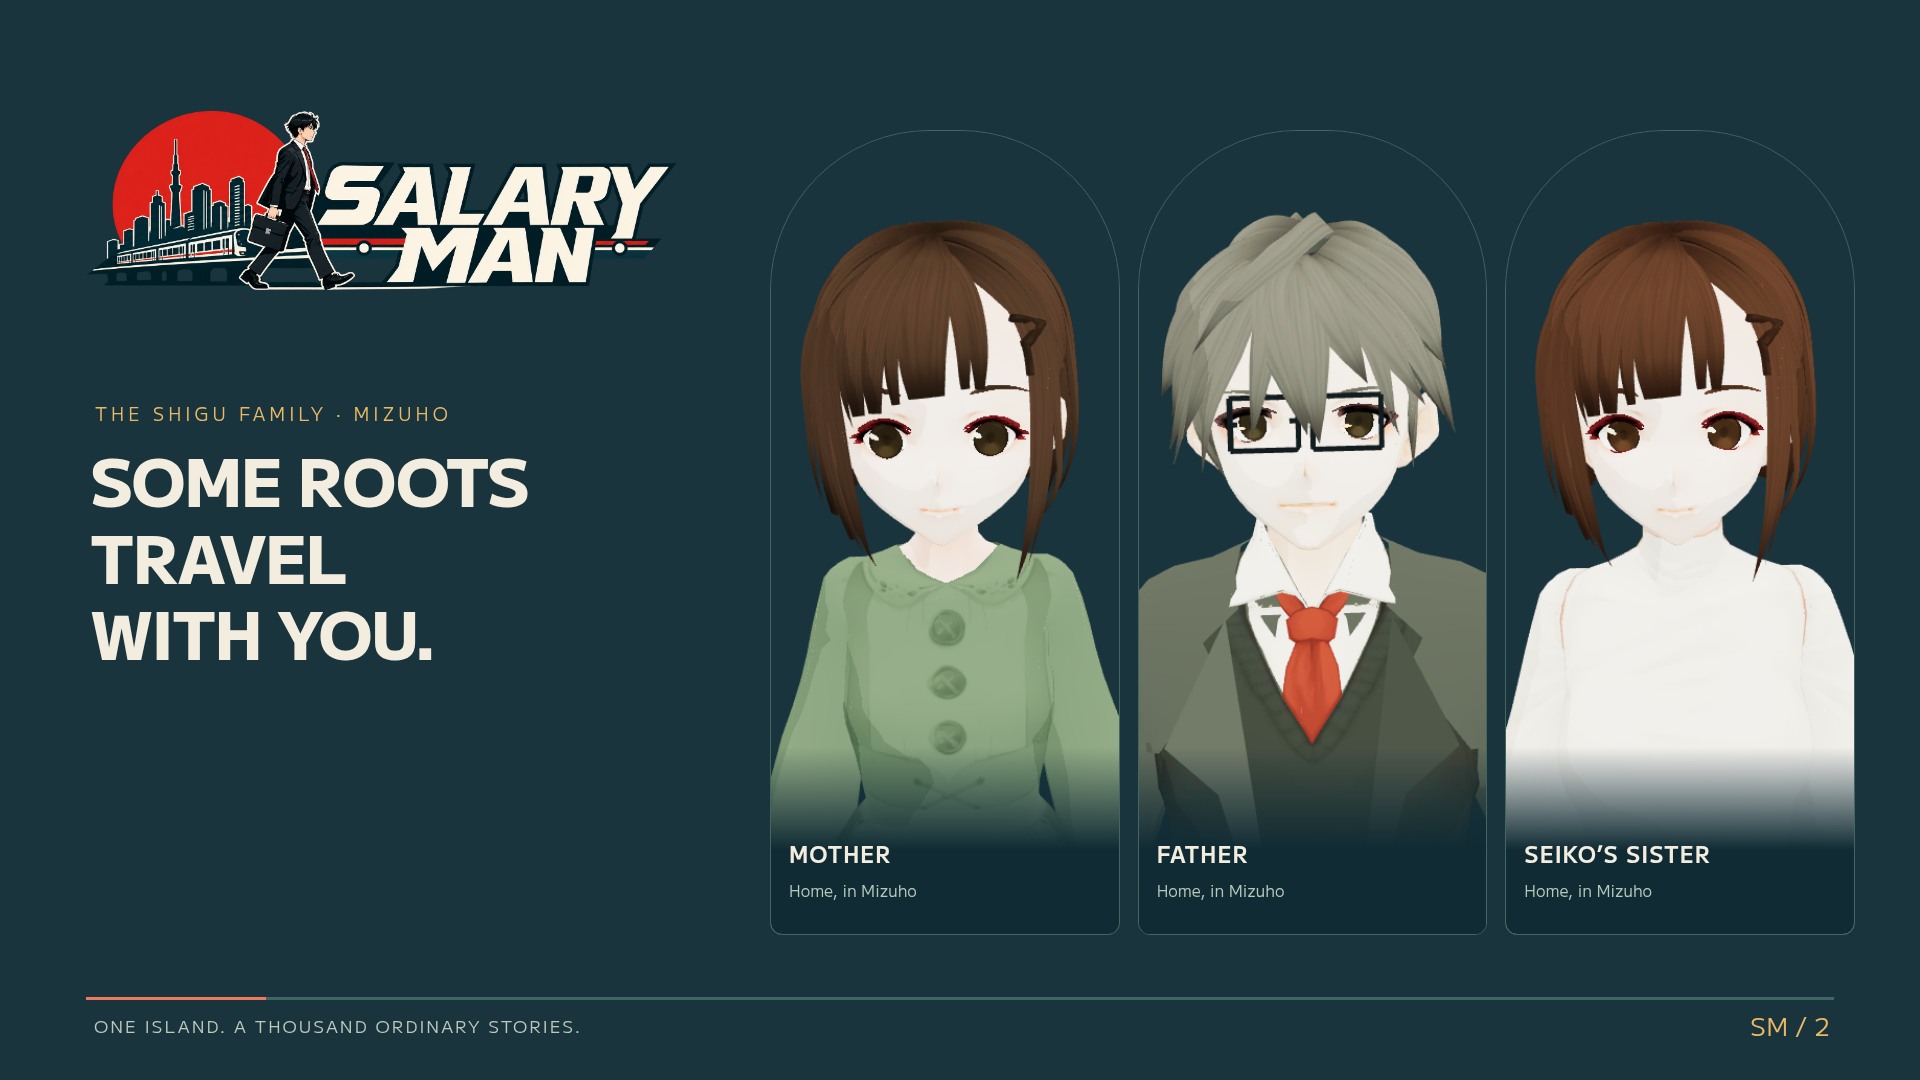 SALARY
MAN
THE SHIGU FAMILY · MIZUHO
SOME ROOTS
TRAVEL
WITH YOU.
MOTHER
Home, in Mizuho
FATHER
Home, in Mizuho
SEIKO’S SISTER
Home, in Mizuho
ONE ISLAND. A THOUSAND ORDINARY STORIES.
SM / 2